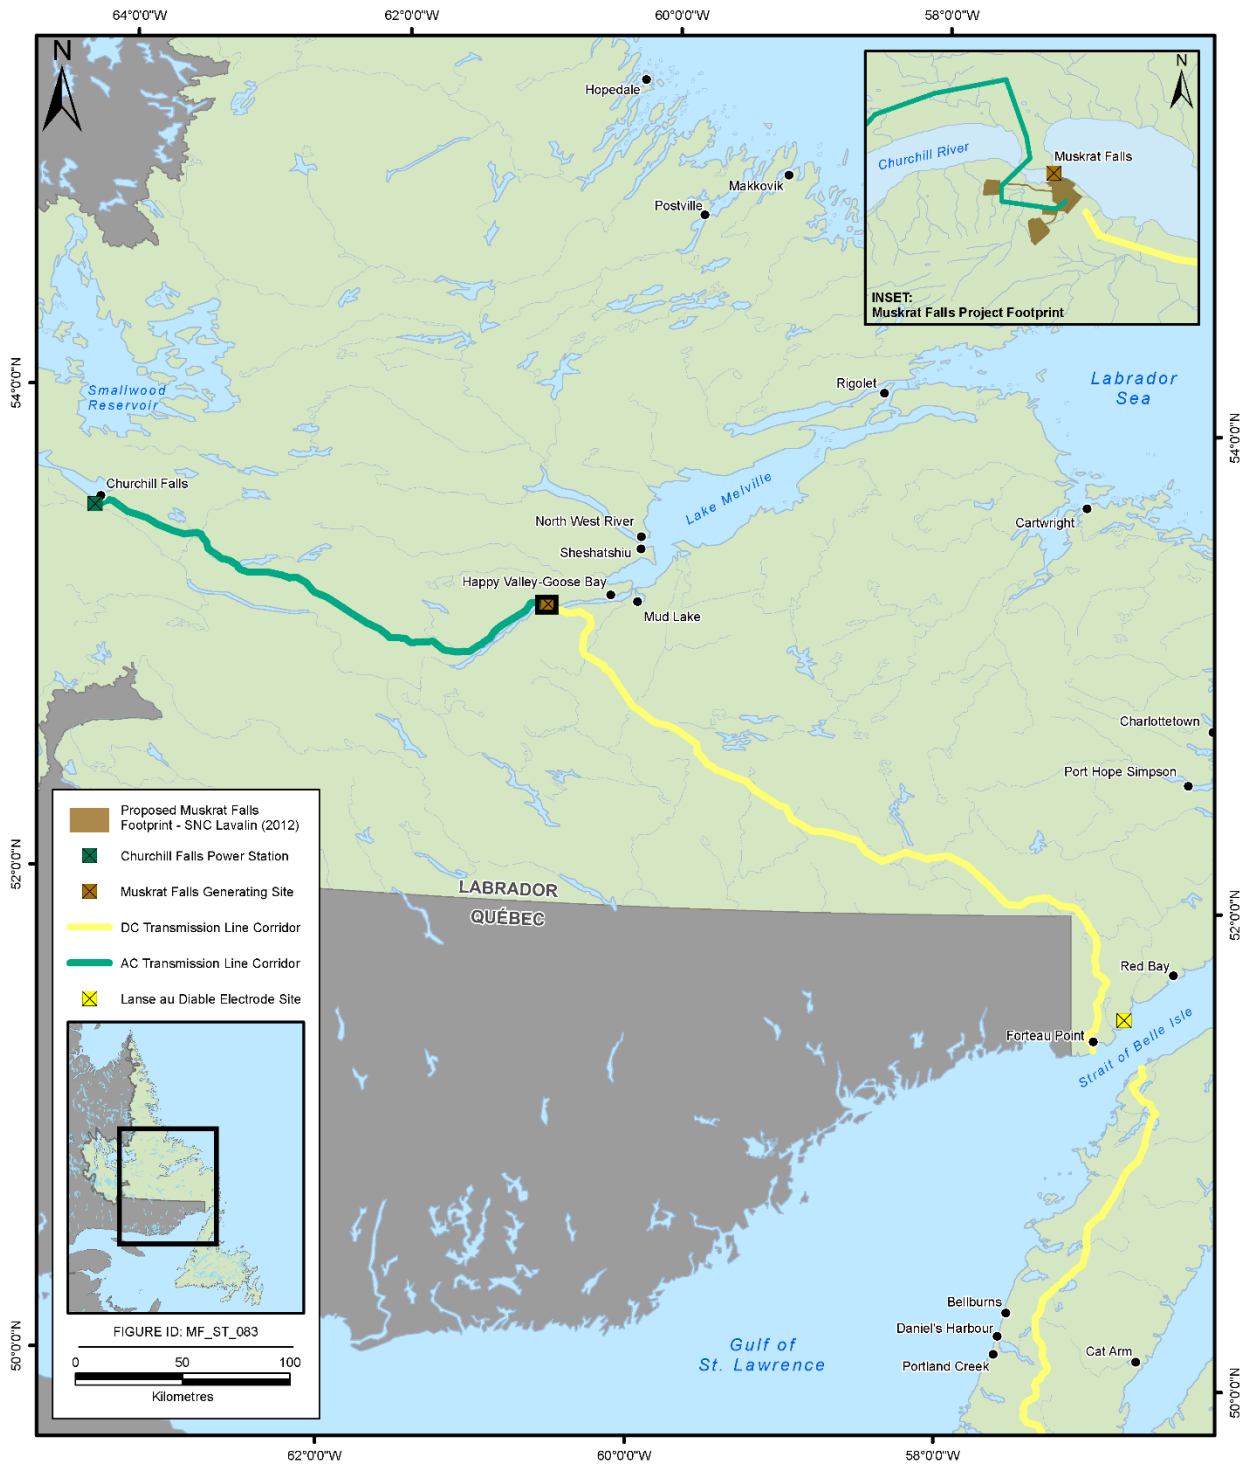 64°0'0"W
62°0'0"W
60°0'0"W
58°0'0"W
N
N
Hopedale
Makkovik
Postville
Churchill River
Muskrat Falls
INSET:
Muskrat Falls Project Footprint
54°0'0"N
Smallwood
Reservoir
Rigolet
Labrador
Sea
54°0'0"N
Churchill Falls
Lake Melville
North West River
Sheshatshiu
Cartwright
Happy Valley-Goose Bay
Mud Lake
Charlottetown
Port Hope Simpson
Proposed Muskrat Falls
Footprint - SNC Lavalin (2012)
Churchill Falls Power Station
Muskrat Falls Generating Site
DC Transmission Line Corridor
AC Transmission Line Corridor
Lanse au Diable Electrode Site
52°0'0"N
LABRADOR
QUÉBEC
52°0'0"N
Red Bay
Forteau Point
Strait of Belle Isle
FIGURE ID: MF_ST_083
0 50 100
Kilometres
50°0'0"N
Bellburns
Daniel's Harbour
Portland Creek
Cat Arm
Gulf of
St. Lawrence
50°0'0"N
62°0'0"W
60°0'0"W
58°0'0"W